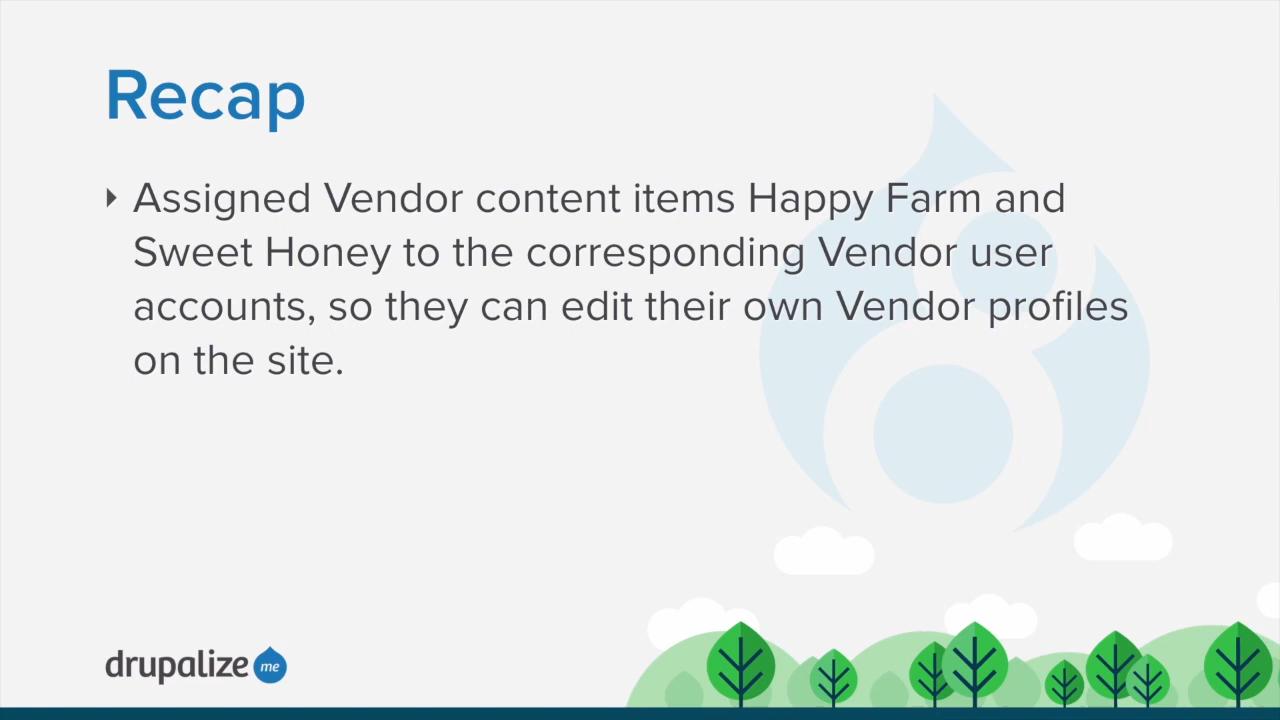 Recap
Assigned Vendor content items Happy Farm and
Sweet Honey to the corresponding Vendor user
accounts, so they can edit their own Vendor profiles
on the site.
drupalize me